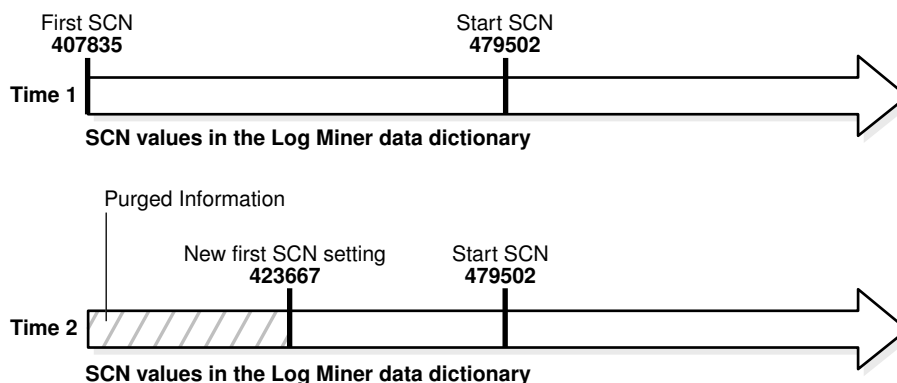 First SCN
407835
Start SCN
479502
Time 1
SCN values in the Log Miner data dictionary
Purged Information
New first SCN setting
423667
Start SCN
479502
Time 2
SCN values in the Log Miner data dictionary